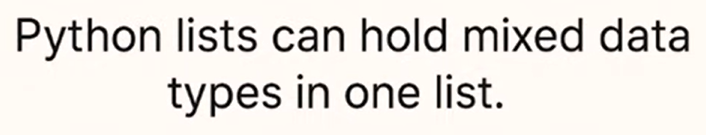 Python lists can hold mixed data
types in one list.